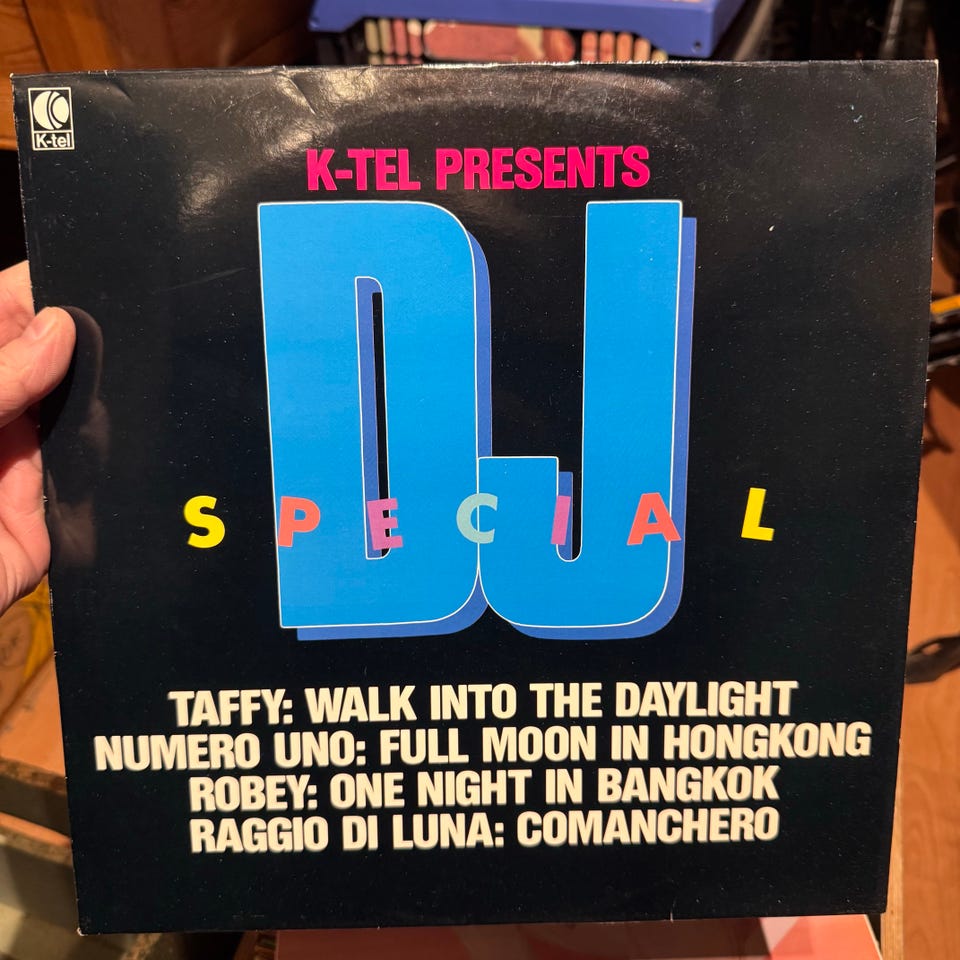 K-tel
K-TEL PRESENTS
DJ
SPECIAL
TAFFY: WALK INTO THE DAYLIGHT
NUMERO UNO: FULL MOON IN HONGKONG
ROBEY: ONE NIGHT IN BANGKOK
RAGGIO DI LUNA: COMANCHERO